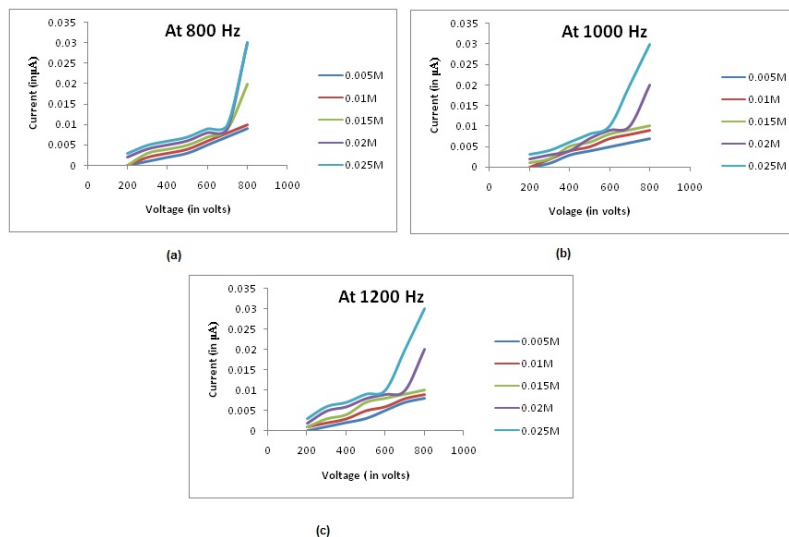 At 800 Hz
Current (inµA)
0.035
0.03
0.025
0.02
0.015
0.01
0.005
0
0 200 400 600 800 1000
Voltage (in volts)
0.005M
0.01M
0.015M
0.02M
0.025M
(a)
At 1000 Hz
Current (in µA)
0.035
0.03
0.025
0.02
0.015
0.01
0.005
0
0 200 400 600 800 1000
Volage (in volts)
0.005M
0.01M
0.015M
0.02M
0.025M
(b)
At 1200 Hz
Current (in µA)
0.035
0.03
0.025
0.02
0.015
0.01
0.005
0
0 200 400 600 800 1000
Voltage ( in volts)
0.005M
0.01M
0.015M
0.02M
0.025M
(c)